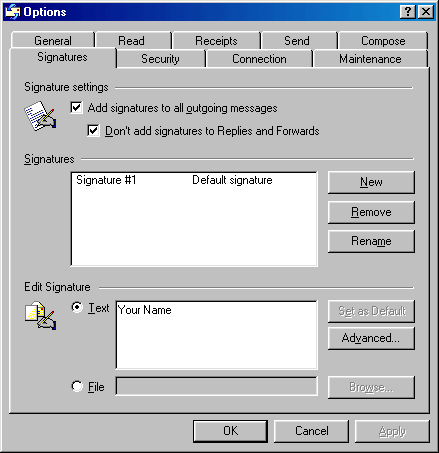 Options
General Read Receipts Send Compose
Signatures Security Connection Maintenance
Signature settings
Add signatures to all outgoing messages
Don't add signatures to Replies and Forwards
Signatures
Signature #1 Default signature
New
Remove
Rename
Edit Signature
Text Your Name Set as Default
Advanced...
File Browse...
OK Cancel Apply